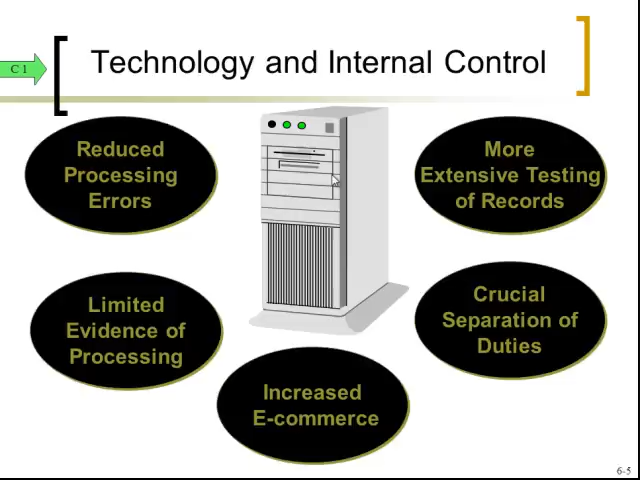 C 1
Technology and Internal Control
Reduced
Processing
Errors
More
Extensive Testing
of Records
Limited
Evidence of
Processing
Crucial
Separation of
Duties
Increased
E-commerce
6-5